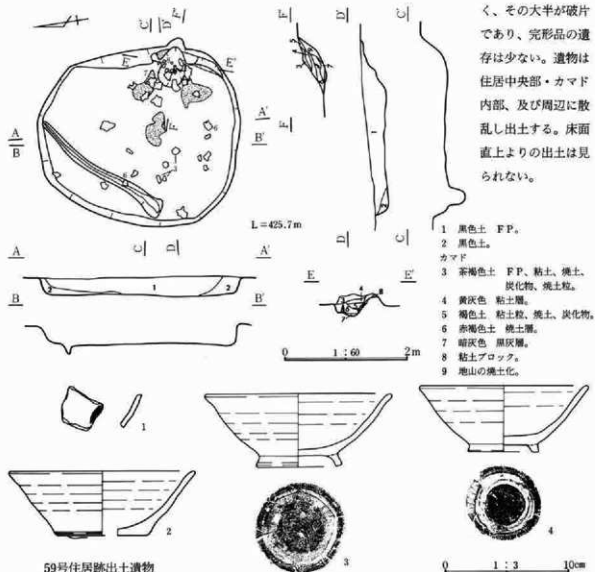 く、その大半が破片
であり、完形品の遺
存は少ない。遺物は
住居中央部・カマド
内部、及び周辺に散
乱し出土する。床面
直上よりの出土は見
られない。
C' D' F'
F' D' C'
E E'
A A'
B B'
F F
L=425.7m
C D
D C
A A'
B B'
E E'
1 黒色土 FP。
2 黒色土。
カマド
3 茶褐色土 FP、粘土、焼土、
炭化物、焼土粒。
4 黄灰色 粘土層。
5 褐色土 粘土粒、焼土、炭化物。
6 赤褐色土 焼土層。
7 暗灰色 黒灰層。
8 粘土ブロック。
9 地山の焼土化。
0 1:60 2m
1
2
3
4
59号住居跡出土遺物
0 1:3 10cm